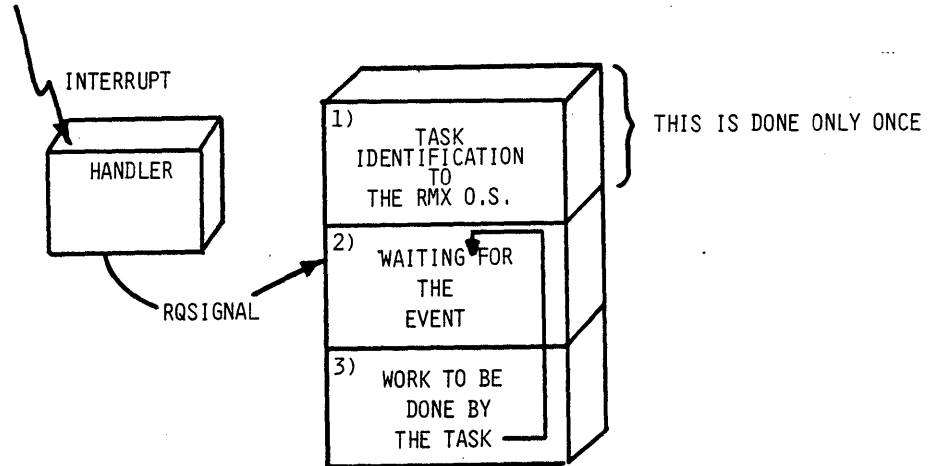 INTERRUPT
HANDLER
RQSIGNAL
1)
TASK
IDENTIFICATION
TO
THE RMX O.S.
THIS IS DONE ONLY ONCE
2)
WAITING FOR
THE
EVENT
3)
WORK TO BE
DONE BY
THE TASK